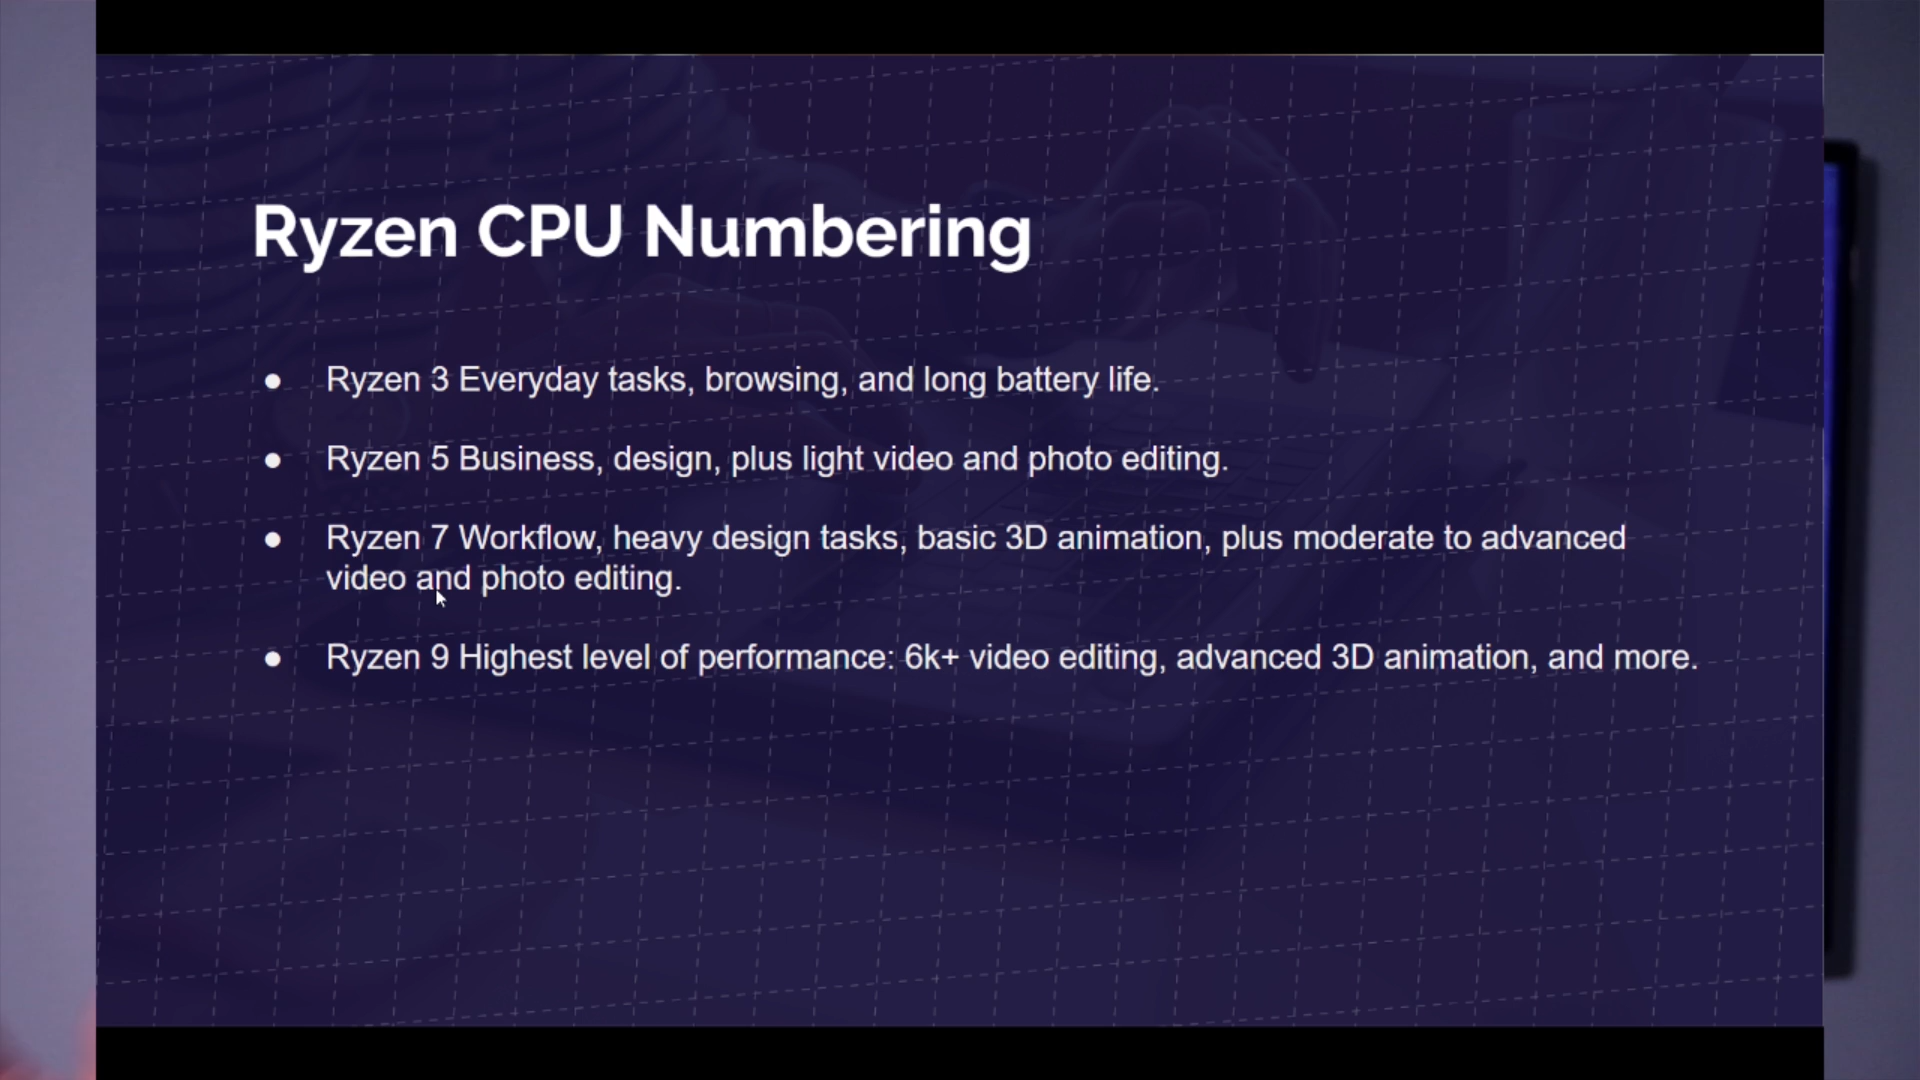 Ryzen CPU Numbering
● Ryzen 3 Everyday tasks, browsing, and long battery life.
● Ryzen 5 Business, design, plus light video and photo editing.
● Ryzen 7 Workflow, heavy design tasks, basic 3D animation, plus moderate to advanced
video and photo editing.
● Ryzen 9 Highest level of performance: 6k+ video editing, advanced 3D animation, and more.